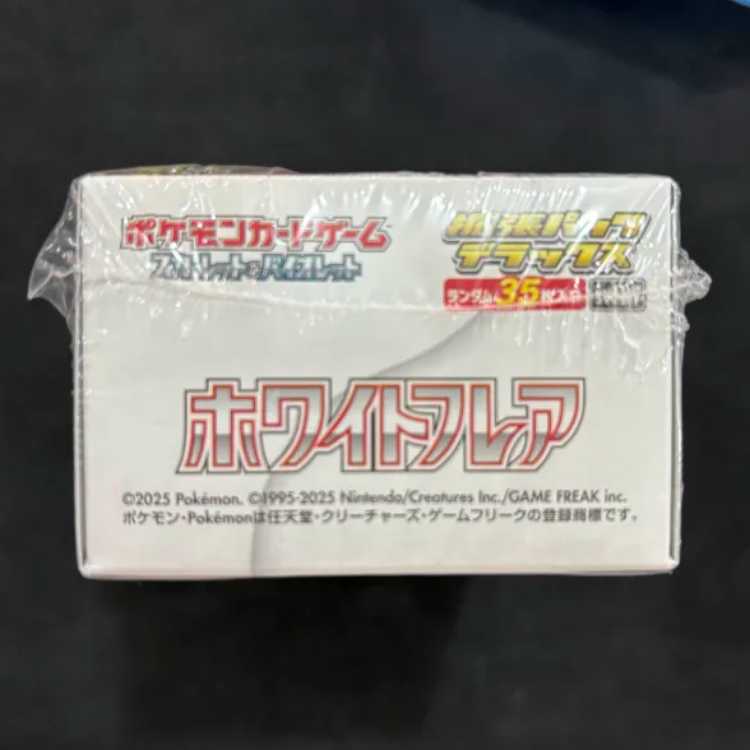 ポケモンカードゲーム
スカーレット&バイオレット
拡張パック
デラックス
ランダム35枚入り
ホワイトフレア
©2025 Pokémon. ©1995-2025 Nintendo/Creatures Inc./GAME FREAK inc.
ポケモン・Pokémonは任天堂・クリーチャーズ・ゲームフリークの登録商標です。